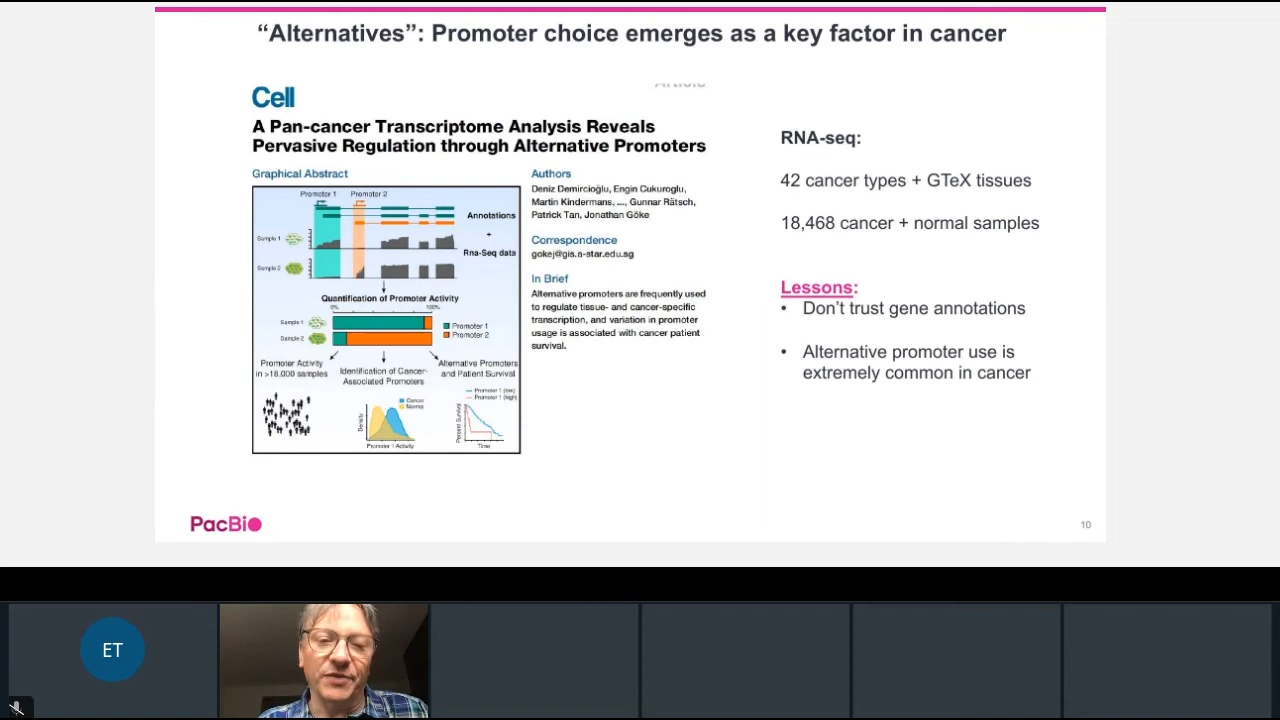 “Alternatives”: Promoter choice emerges as a key factor in cancer
Article
Cell
A Pan-cancer Transcriptome Analysis Reveals
Pervasive Regulation through Alternative Promoters
Graphical Abstract
Promoter 1 Promoter 2
Annotations
+
Sample 1
Rna-Seq data
Sample 2
Quantification of Promoter Activity
0% 100%
Sample 1
Sample 2
Promoter 1
Promoter 2
Promoter Activity
in >18.000 samples
Identification of Cancer-
Associated Promoters
Alternative Promoters
and Patient Survival
Cancer
Normal
Density
Promoter 1 Activity
Promoter 1 (low)
Promoter 1 (high)
Percent Survival
Time
Authors
Deniz Demircioğlu, Engin Cukuroglu,
Martin Kindermans, ..., Gunnar Rätsch,
Patrick Tan, Jonathan Göke
Correspondence
gokej@gis.a-star.edu.sg
In Brief
Alternative promoters are frequently used
to regulate tissue- and cancer-specific
transcription, and variation in promoter
usage is associated with cancer patient
survival.
RNA-seq:
42 cancer types + GTeX tissues
18,468 cancer + normal samples
Lessons:
• Don’t trust gene annotations
• Alternative promoter use is
extremely common in cancer
PacBio
10
ET